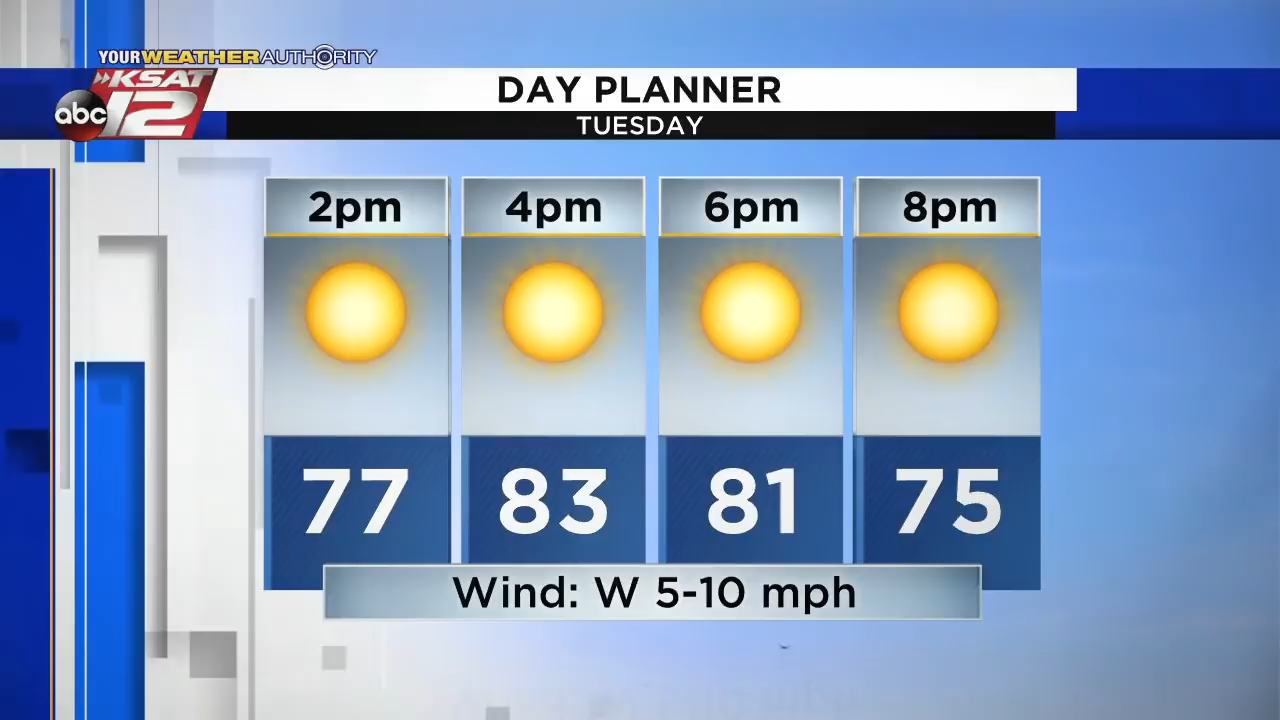 YOUR WEATHER AUTHORITY
KSAT
abc 12
DAY PLANNER
TUESDAY
2pm 4pm 6pm 8pm
77 83 81 75
Wind: W 5-10 mph